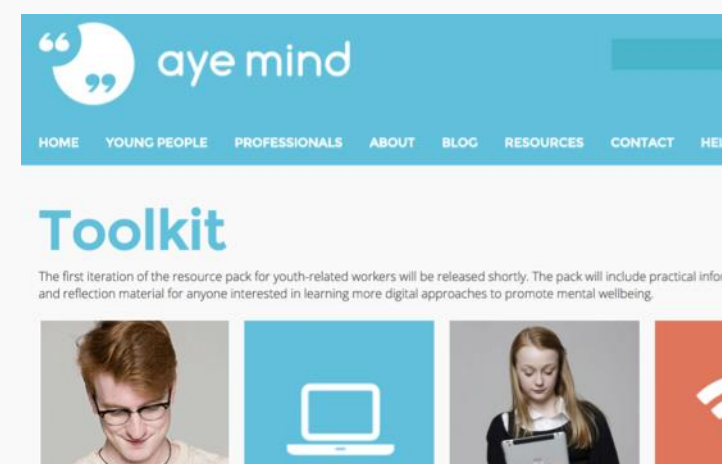 aye mind
HOME YOUNG PEOPLE PROFESSIONALS ABOUT BLOG RESOURCES CONTACT
Toolkit
The first iteration of the resource pack for youth-related workers will be released shortly. The pack will include practical
and reflection material for anyone interested in learning more digital approaches to promote mental wellbeing.